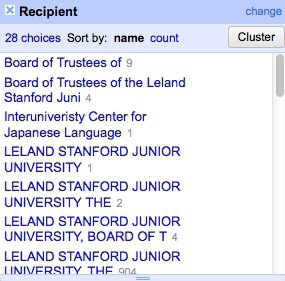 Recipient change
28 choices Sort by: name count Cluster
Board of Trustees of 9
Board of Trustees of the Leland
Stanford Juni 4
Interuniveristy Center for
Japanese Language 1
LELAND STANFORD JUNIOR
UNIVERSITY 1
LELAND STANFORD JUNIOR
UNIVERSITY THE 2
LELAND STANFORD JUNIOR
UNIVERSITY, BOARD OF T 4
LELAND STANFORD JUNIOR
UNIVERSITY, THE 904